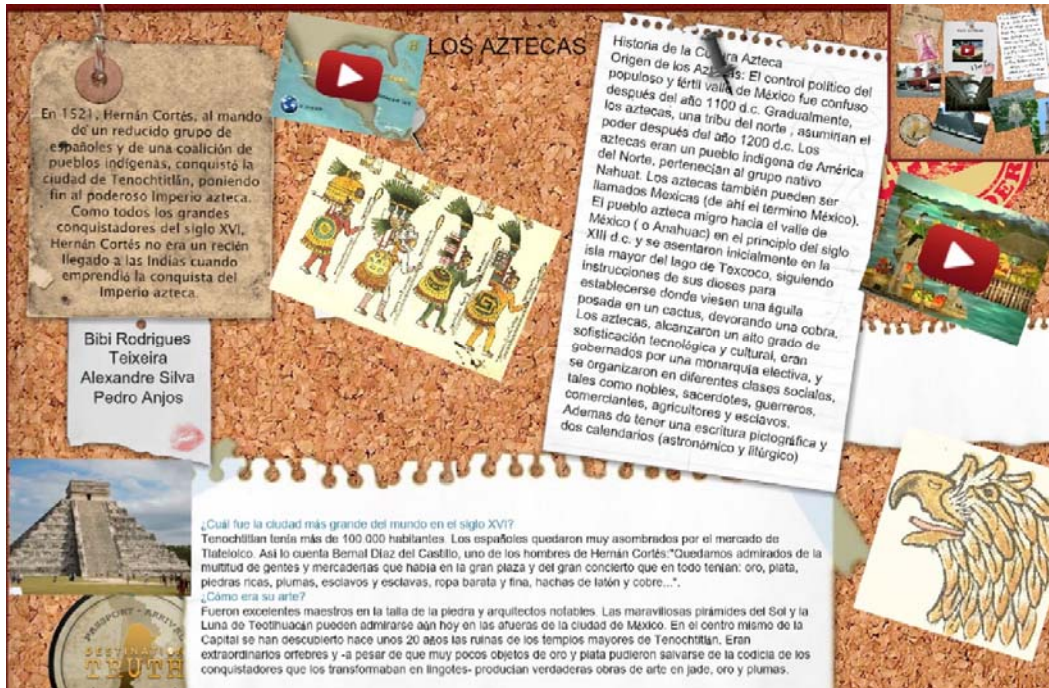 LOS AZTECAS
En 1521, Hernán Cortés, al mando
de un reducido grupo de
españoles y de una coalición de
pueblos indígenas, conquistó la
ciudad de Tenochtitlán, poniendo
fin al poderoso Imperio azteca.
Como todos los grandes
conquistadores del siglo XVI,
Hernán Cortés no era un recién
llegado a las Indias cuando
emprendió la conquista del
Imperio azteca.
Bibi Rodrigues
Teixeira
Alexandre Silva
Pedro Anjos
Historia de la Cultura Azteca
Origen de los Aztecas: El control político del
populoso y fértil valle de México fue confuso
después del año 1100 d.c. Gradualmente,
los aztecas, una tribu del norte , asumirian el
poder después del año 1200 d.c. Los
aztecas eran un pueblo indígena de América
del Norte, pertenecían al grupo nativo
Nahuat. Los aztecas también pueden ser
llamados Mexicas (de ahí el termino México).
El pueblo azteca migro hacia el valle de
México ( o Anahuac) en el principio del siglo
XIII d.c. y se asentaron inicialmente en la
isla mayor del lago de Texcoco, siguiendo
instrucciones de sus dioses para
establecerse donde viesen una águila
posada en un cactus, devorando una cobra.
Los aztecas, alcanzaron un alto grado de
sofisticación tecnológica y cultural, eran
gobernados por una monarquía electiva, y
se organizaron en diferentes clases sociales,
tales como nobles, sacerdotes, guerreros,
comerciantes, agricultores y esclavos.
Ademas de tener una escritura pictográfica y
dos calendarios (astronómico y litúrgico)
¿Cuál fue la ciudad más grande del mundo en el siglo XVI?
Tenochtitlan tenía más de 100 000 habitantes. Los españoles quedaron muy asombrados por el mercado de
Tlatelolco. Así lo cuenta Bernal Díaz del Castillo, uno de los hombres de Hernán Cortés:"Quedamos admirados de la
multitud de gentes y mercaderías que había en la gran plaza y del gran concierto que en todo tenían: oro, plata,
piedras ricas, plumas, esclavos y esclavas, ropa barata y fina, hachas de latón y cobre...".
¿Cómo era su arte?
Fueron excelentes maestros en la talla de la piedra y arquitectos notables. Las maravillosas pirámides del Sol y la
Luna de Teotihuacán pueden admirarse aún hoy en las afueras de la ciudad de México. En el centro mismo de la
Capital se han descubierto hace unos 20 años las ruinas de los templos mayores de Tenochtitlán. Eran
extraordinarios orfebres y -a pesar de que muy pocos objetos de oro y plata pudieron salvarse de la codicia de los
conquistadores que los transformaban en lingotes- producían verdaderas obras de arte en jade, oro y plumas.
PASSPORT - ARRIVAL
DESTINATION
TRUTH